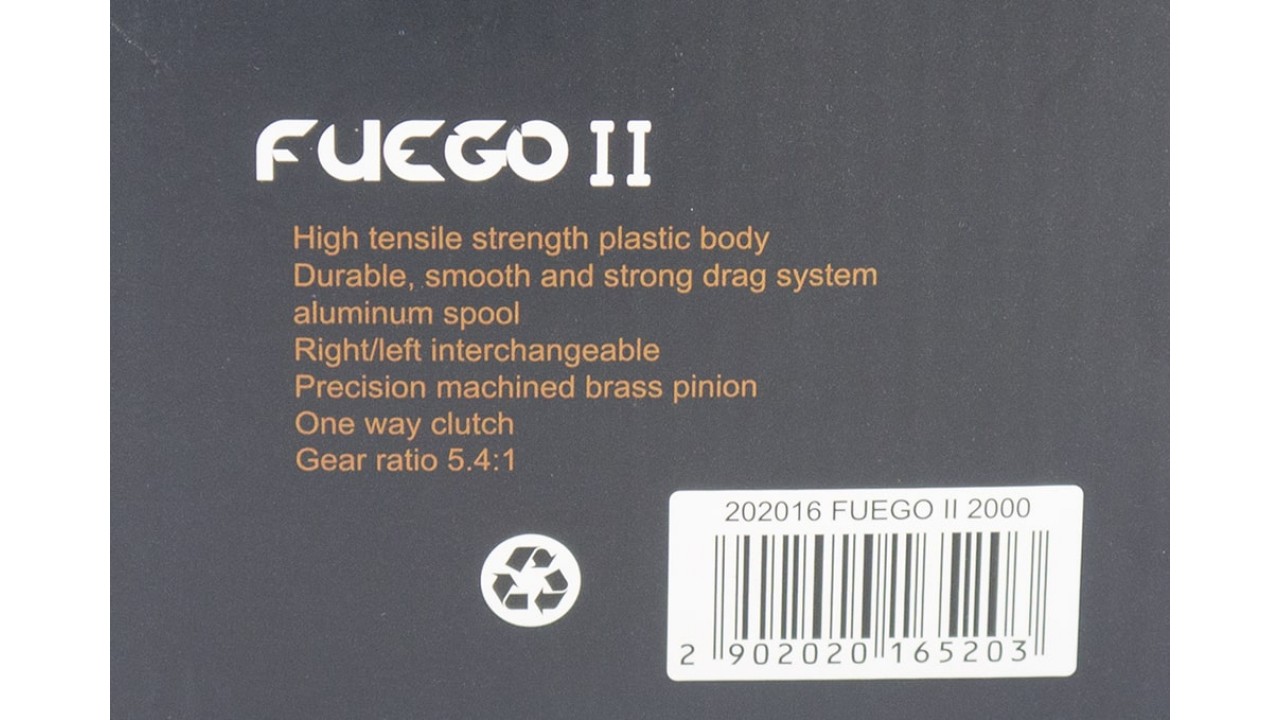 FUEGO II
High tensile strength plastic body
Durable, smooth and strong drag system
aluminum spool
Right/left interchangeable
Precision machined brass pinion
One way clutch
Gear ratio 5.4:1
202016 FUEGO II 2000
2 902020 165203